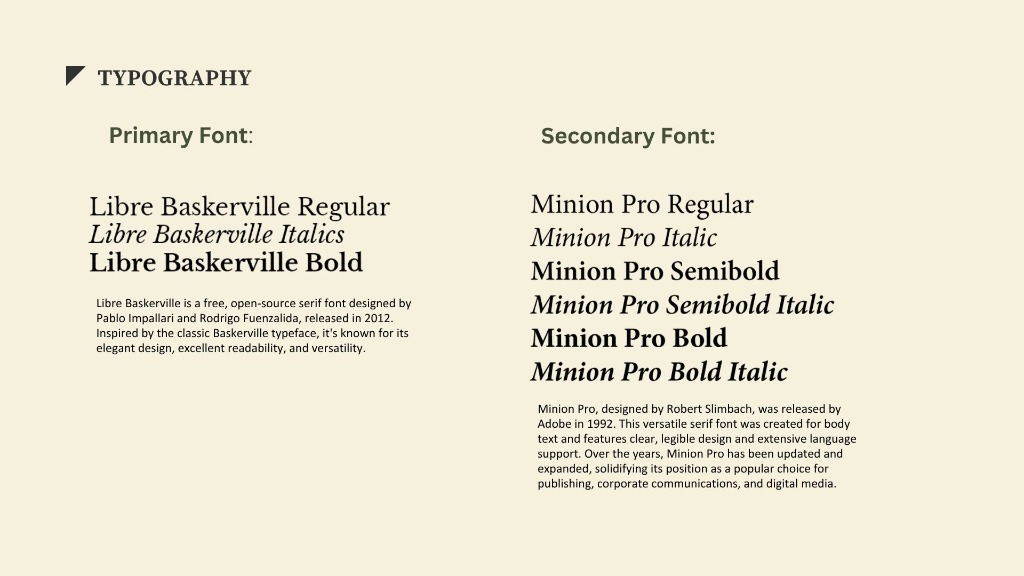 TYPOGRAPHY
Primary Font:
Libre Baskerville Regular
Libre Baskerville Italics
Libre Baskerville Bold
Libre Baskerville is a free, open-source serif font designed by
Pablo Impallari and Rodrigo Fuenzalida, released in 2012.
Inspired by the classic Baskerville typeface, it's known for its
elegant design, excellent readability, and versatility.
Secondary Font:
Minion Pro Regular
Minion Pro Italic
Minion Pro Semibold
Minion Pro Semibold Italic
Minion Pro Bold
Minion Pro Bold Italic
Minion Pro, designed by Robert Slimbach, was released by
Adobe in 1992. This versatile serif font was created for body
text and features clear, legible design and extensive language
support. Over the years, Minion Pro has been updated and
expanded, solidifying its position as a popular choice for
publishing, corporate communications, and digital media.